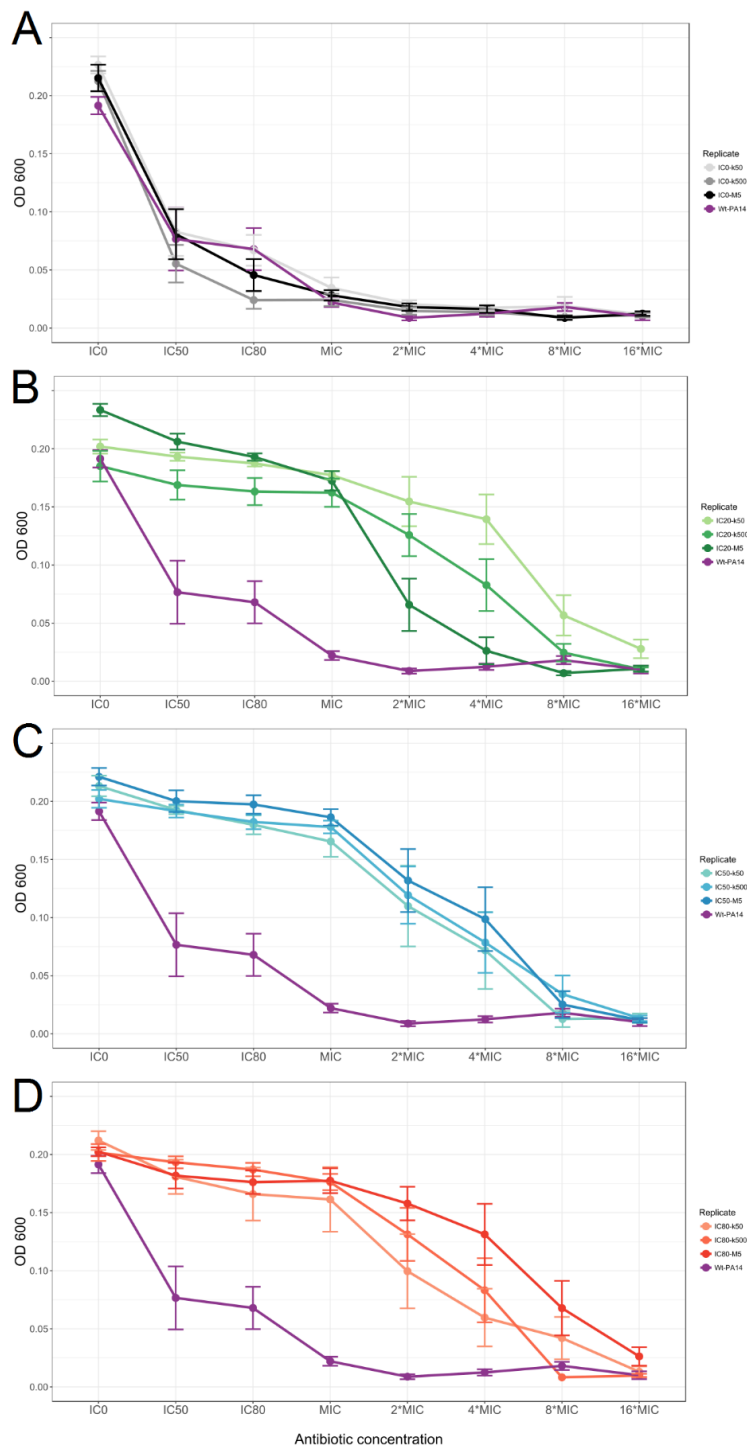 A
0.20
0.15
0.10
0.05
0.00
OD 600
IC0 IC50 IC80 MIC 2*MIC 4*MIC 8*MIC 16*MIC
Replicate
IC0-k50
IC0-k500
IC0-M5
Wt-PA14
B
0.20
0.15
0.10
0.05
0.00
OD 600
IC0 IC50 IC80 MIC 2*MIC 4*MIC 8*MIC 16*MIC
Replicate
IC20-k50
IC20-k500
IC20-M5
Wt-PA14
C
0.20
0.15
0.10
0.05
0.00
OD 600
IC0 IC50 IC80 MIC 2*MIC 4*MIC 8*MIC 16*MIC
Replicate
IC50-k50
IC50-k500
IC50-M5
Wt-PA14
D
0.20
0.15
0.10
0.05
0.00
OD 600
IC0 IC50 IC80 MIC 2*MIC 4*MIC 8*MIC 16*MIC
Replicate
IC80-k50
IC80-k500
IC80-M5
Wt-PA14
Antibiotic concentration